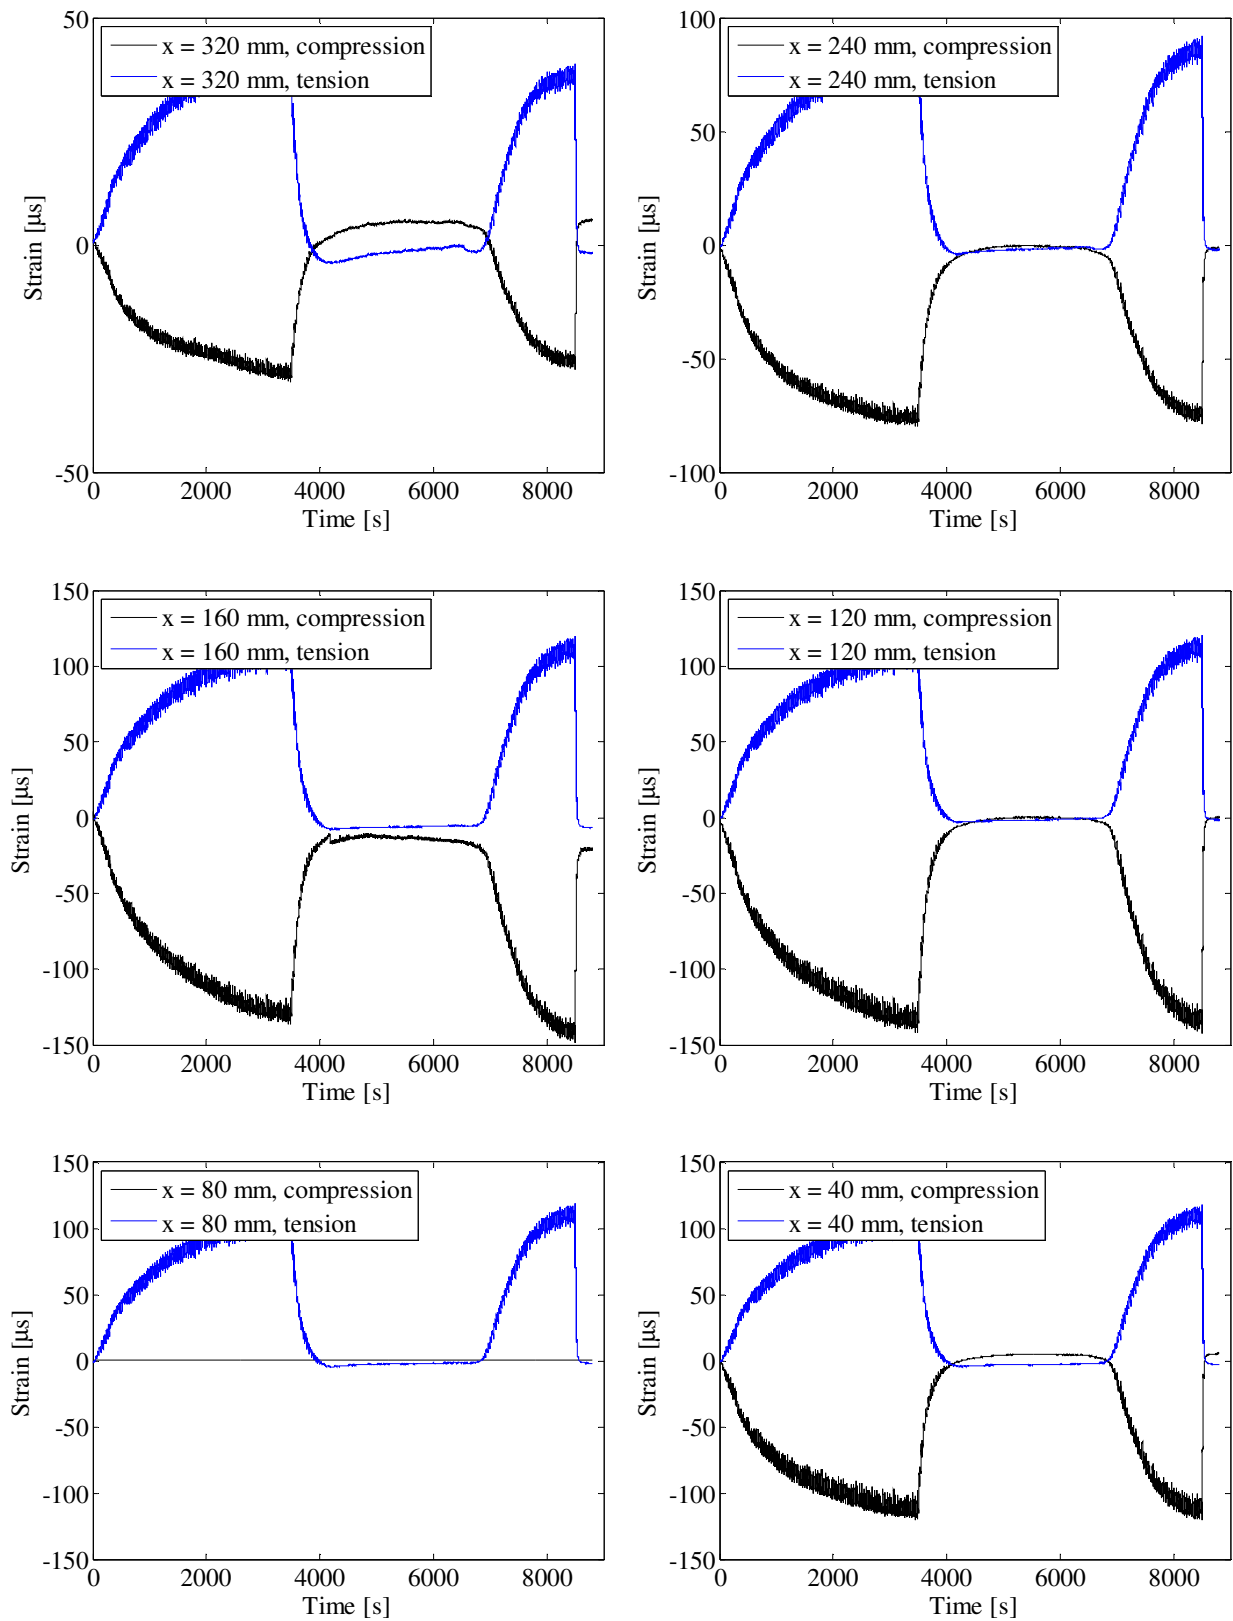 50
x = 320 mm, compression
x = 320 mm, tension
0
-50
Strain [μs]
0 2000 4000 6000 8000
Time [s]
100
x = 240 mm, compression
x = 240 mm, tension
50
0
-50
-100
Strain [μs]
0 2000 4000 6000 8000
Time [s]
150
x = 160 mm, compression
x = 160 mm, tension
100
50
0
-50
-100
-150
Strain [μs]
0 2000 4000 6000 8000
Time [s]
150
x = 120 mm, compression
x = 120 mm, tension
100
50
0
-50
-100
-150
Strain [μs]
0 2000 4000 6000 8000
Time [s]
150
x = 80 mm, compression
x = 80 mm, tension
100
50
0
-50
-100
-150
Strain [μs]
0 2000 4000 6000 8000
Time [s]
150
x = 40 mm, compression
x = 40 mm, tension
100
50
0
-50
-100
-150
Strain [μs]
0 2000 4000 6000 8000
Time [s]